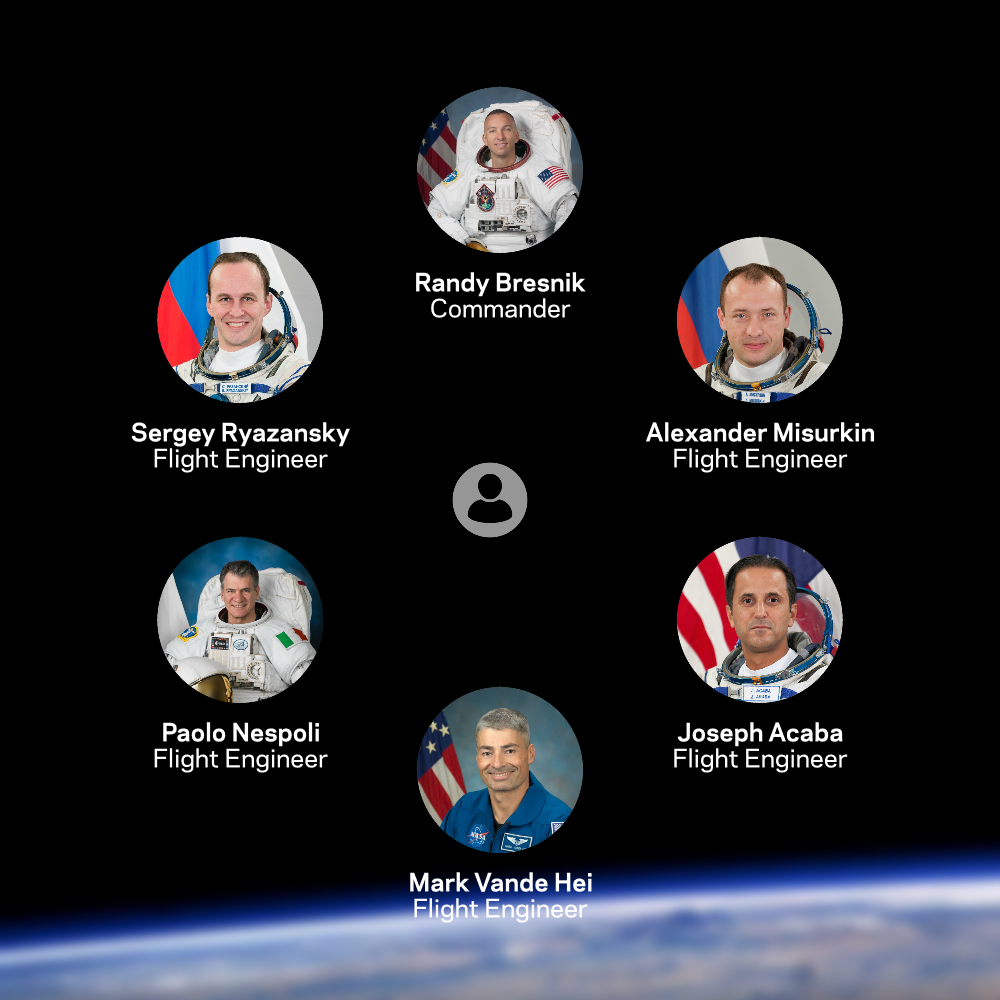 Randy Bresnik
Commander
Sergey Ryazansky
Flight Engineer
Alexander Misurkin
Flight Engineer
Paolo Nespoli
Flight Engineer
Joseph Acaba
Flight Engineer
Mark Vande Hei
Flight Engineer
NASA